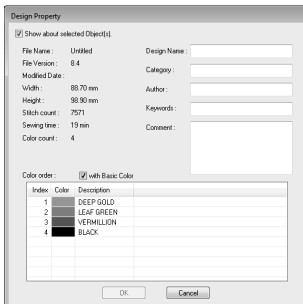 Design Property
Show about selected Object(s).
File Name : Untitled
File Version : 8.4
Modified Date :
Width : 88.70 mm
Height : 98.90 mm
Stitch count : 7571
Sewing time : 19 min
Color count : 4
Design Name :
Category :
Author :
Keywords :
Comment :
Color order : with Basic Color
Index Color Description
1 DEEP GOLD
2 LEAF GREEN
3 VERMILLION
4 BLACK
OK Cancel